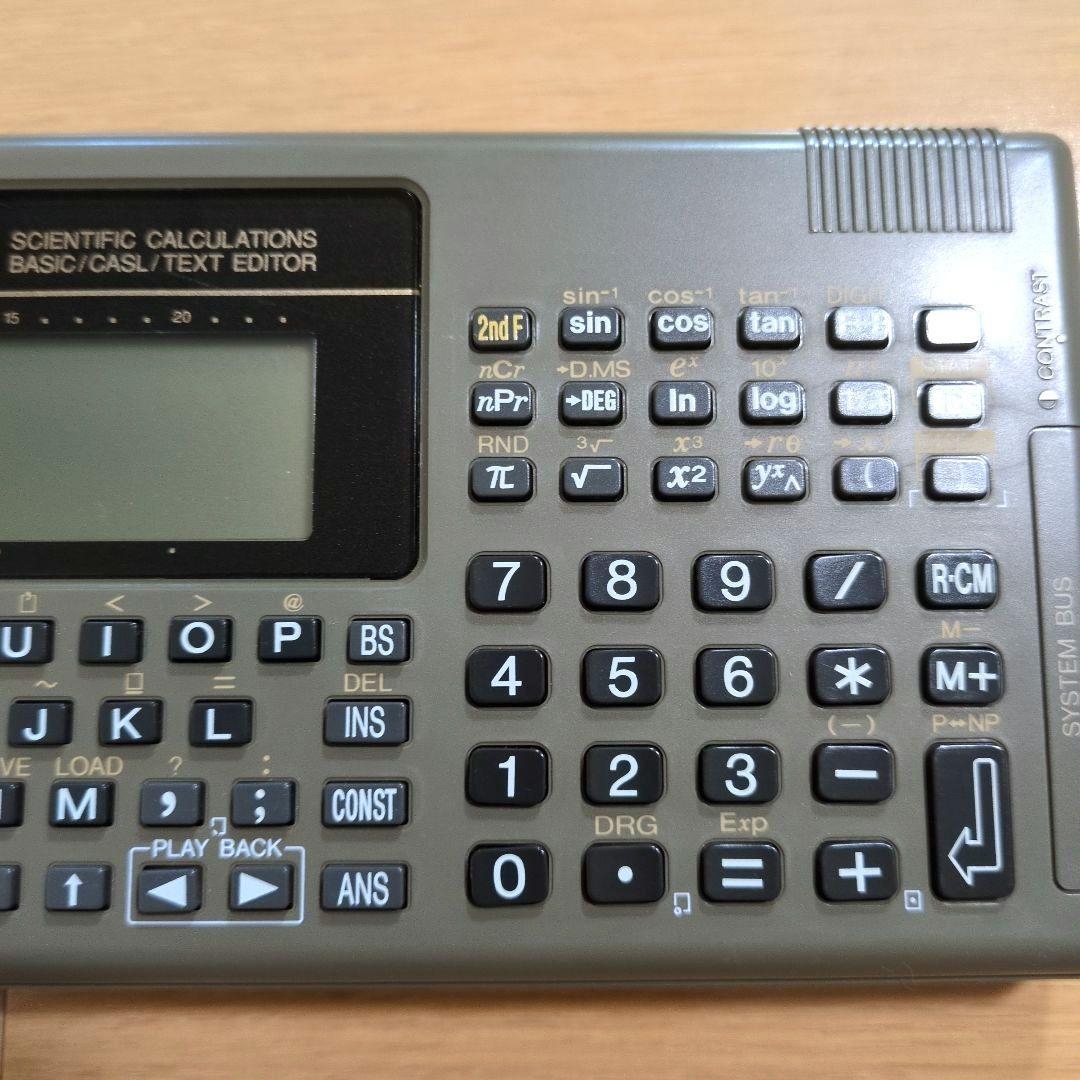 SCIENTIFIC CALCULATIONS
BASIC/CASL/TEXT EDITOR
15 20
sin⁻¹ cos⁻¹ tan⁻¹
2ndF sin cos tan
nCr →D.MS eˣ 10ˣ
nPr →DEG ln log
RND ³√ x³ →rθ →xy
π √ x² yˣ^ (
CONTRAST
7 8 9 / R·CM
M−
4 5 6 * M+
(−) P↔NP
1 2 3 −
DRG Exp
0 . = +
SYSTEM BUS
< > @
U I O P BS
~ = DEL
J K L INS
VE LOAD ? :
M , ; CONST
PLAY BACK
↑ ◀ ▶ ANS